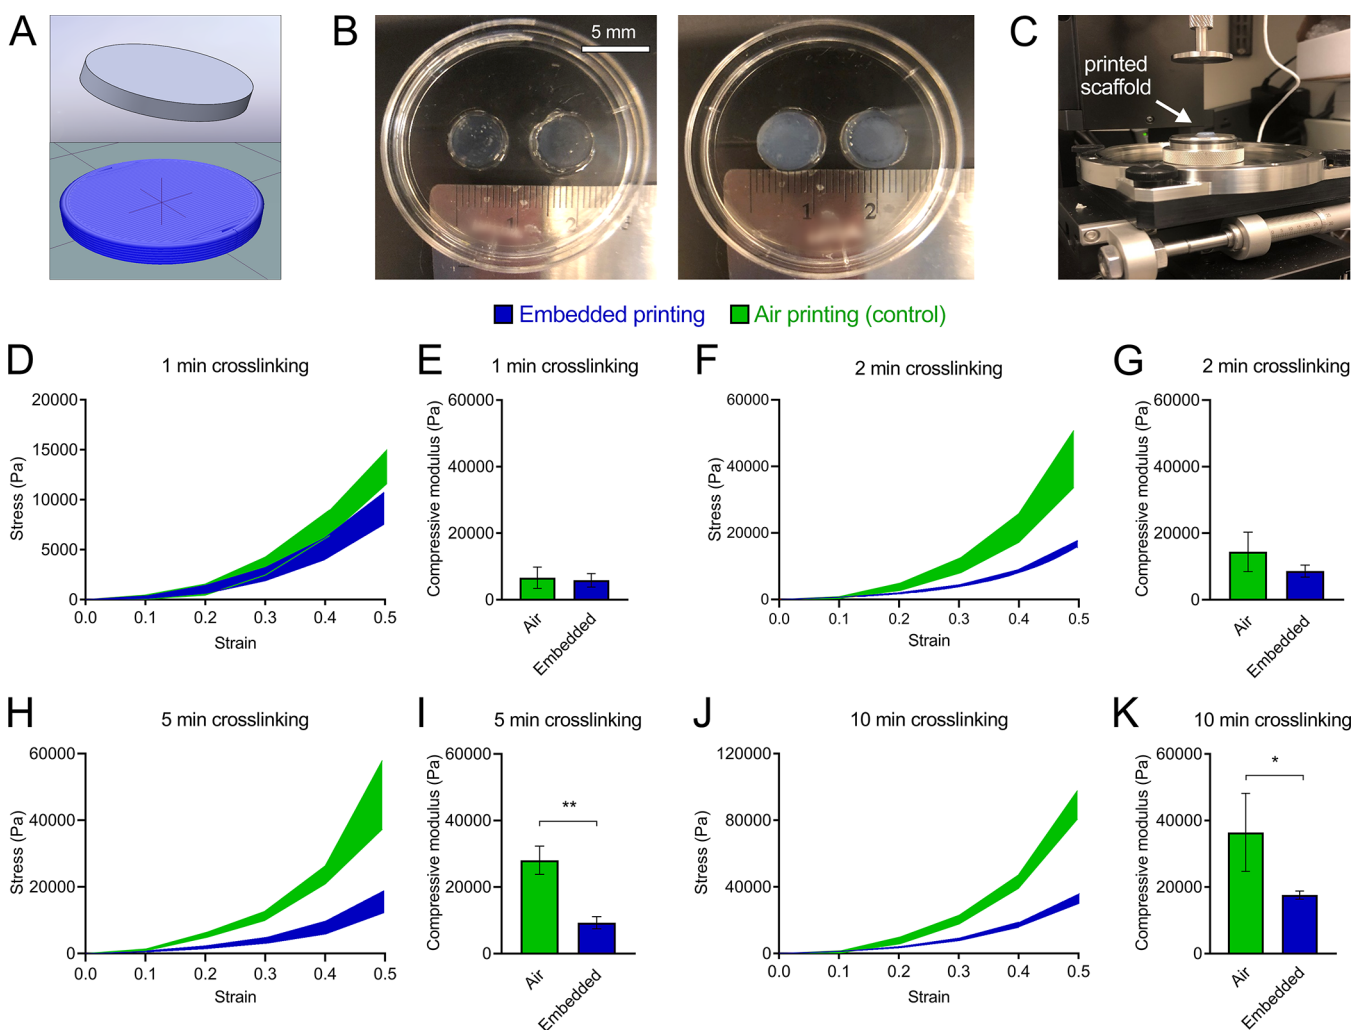 A
B
5 mm
1
2
1
2
C
printed
scaffold
Embedded printing
Air printing (control)
D
1 min crosslinking
Stress (Pa)
20000
15000
10000
5000
0
0.0 0.1 0.2 0.3 0.4 0.5
Strain
E
1 min crosslinking
Compressive modulus (Pa)
60000
40000
20000
0
Air
Embedded
F
2 min crosslinking
Stress (Pa)
60000
40000
20000
0
0.0 0.1 0.2 0.3 0.4 0.5
Strain
G
2 min crosslinking
Compressive modulus (Pa)
60000
40000
20000
0
Air
Embedded
H
5 min crosslinking
Stress (Pa)
60000
40000
20000
0
0.0 0.1 0.2 0.3 0.4 0.5
Strain
I
5 min crosslinking
Compressive modulus (Pa)
60000
40000
20000
0
**
Air
Embedded
J
10 min crosslinking
Stress (Pa)
120000
80000
40000
0
0.0 0.1 0.2 0.3 0.4 0.5
Strain
K
10 min crosslinking
Compressive modulus (Pa)
60000
40000
20000
0
*
Air
Embedded